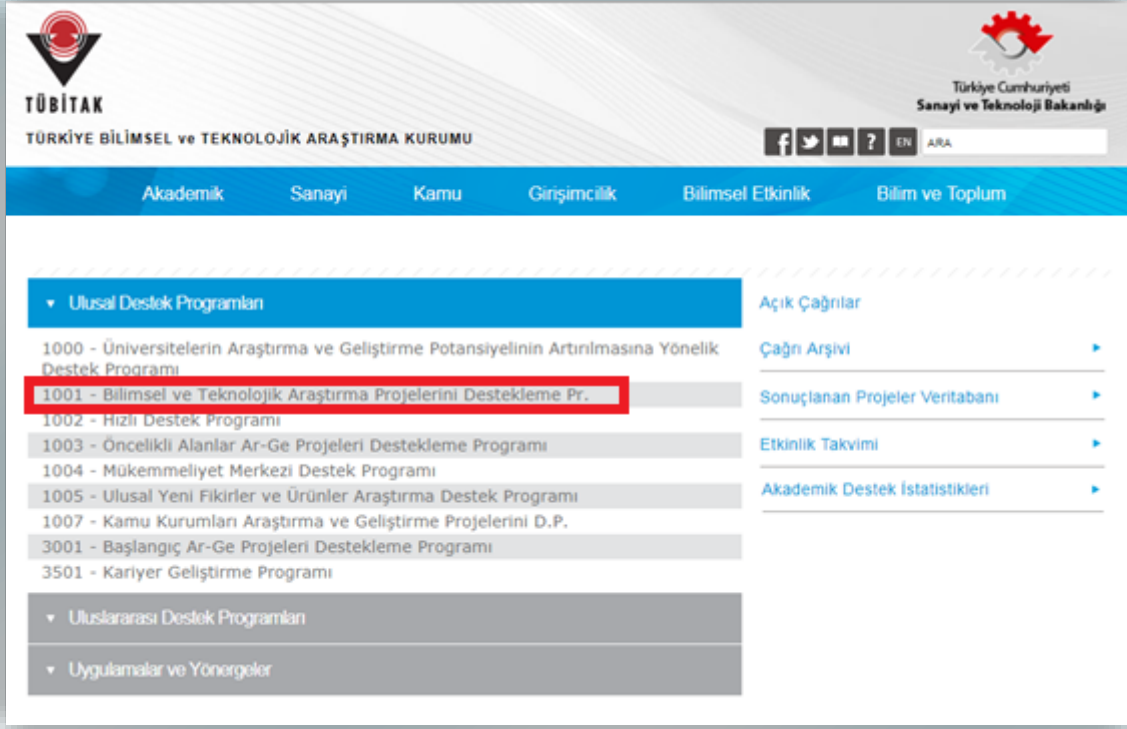 TÜBİTAK
TÜRKİYE BİLİMSEL ve TEKNOLOJİK ARAŞTIRMA KURUMU
Türkiye Cumhuriyeti
Sanayi ve Teknoloji Bakanlığı
f
?
EN
ARA
Akademik
Sanayi
Kamu
Girişimcilik
Bilimsel Etkinlik
Bilim ve Toplum
Ulusal Destek Programları
1000 - Üniversitelerin Araştırma ve Geliştirme Potansiyelinin Artırılmasına Yönelik
Destek Programı
1001 - Bilimsel ve Teknolojik Araştırma Projelerini Destekleme Pr.
1002 - Hızlı Destek Programı
1003 - Öncelikli Alanlar Ar-Ge Projeleri Destekleme Programı
1004 - Mükemmeliyet Merkezi Destek Programı
1005 - Ulusal Yeni Fikirler ve Ürünler Araştırma Destek Programı
1007 - Kamu Kurumları Araştırma ve Geliştirme Projelerini D.P.
3001 - Başlangıç Ar-Ge Projeleri Destekleme Programı
3501 - Kariyer Geliştirme Programı
Uluslararası Destek Programları
Uygulamalar ve Yönergeler
Açık Çağrılar
Çağrı Arşivi
Sonuçlanan Projeler Veritabanı
Etkinlik Takvimi
Akademik Destek İstatistikleri